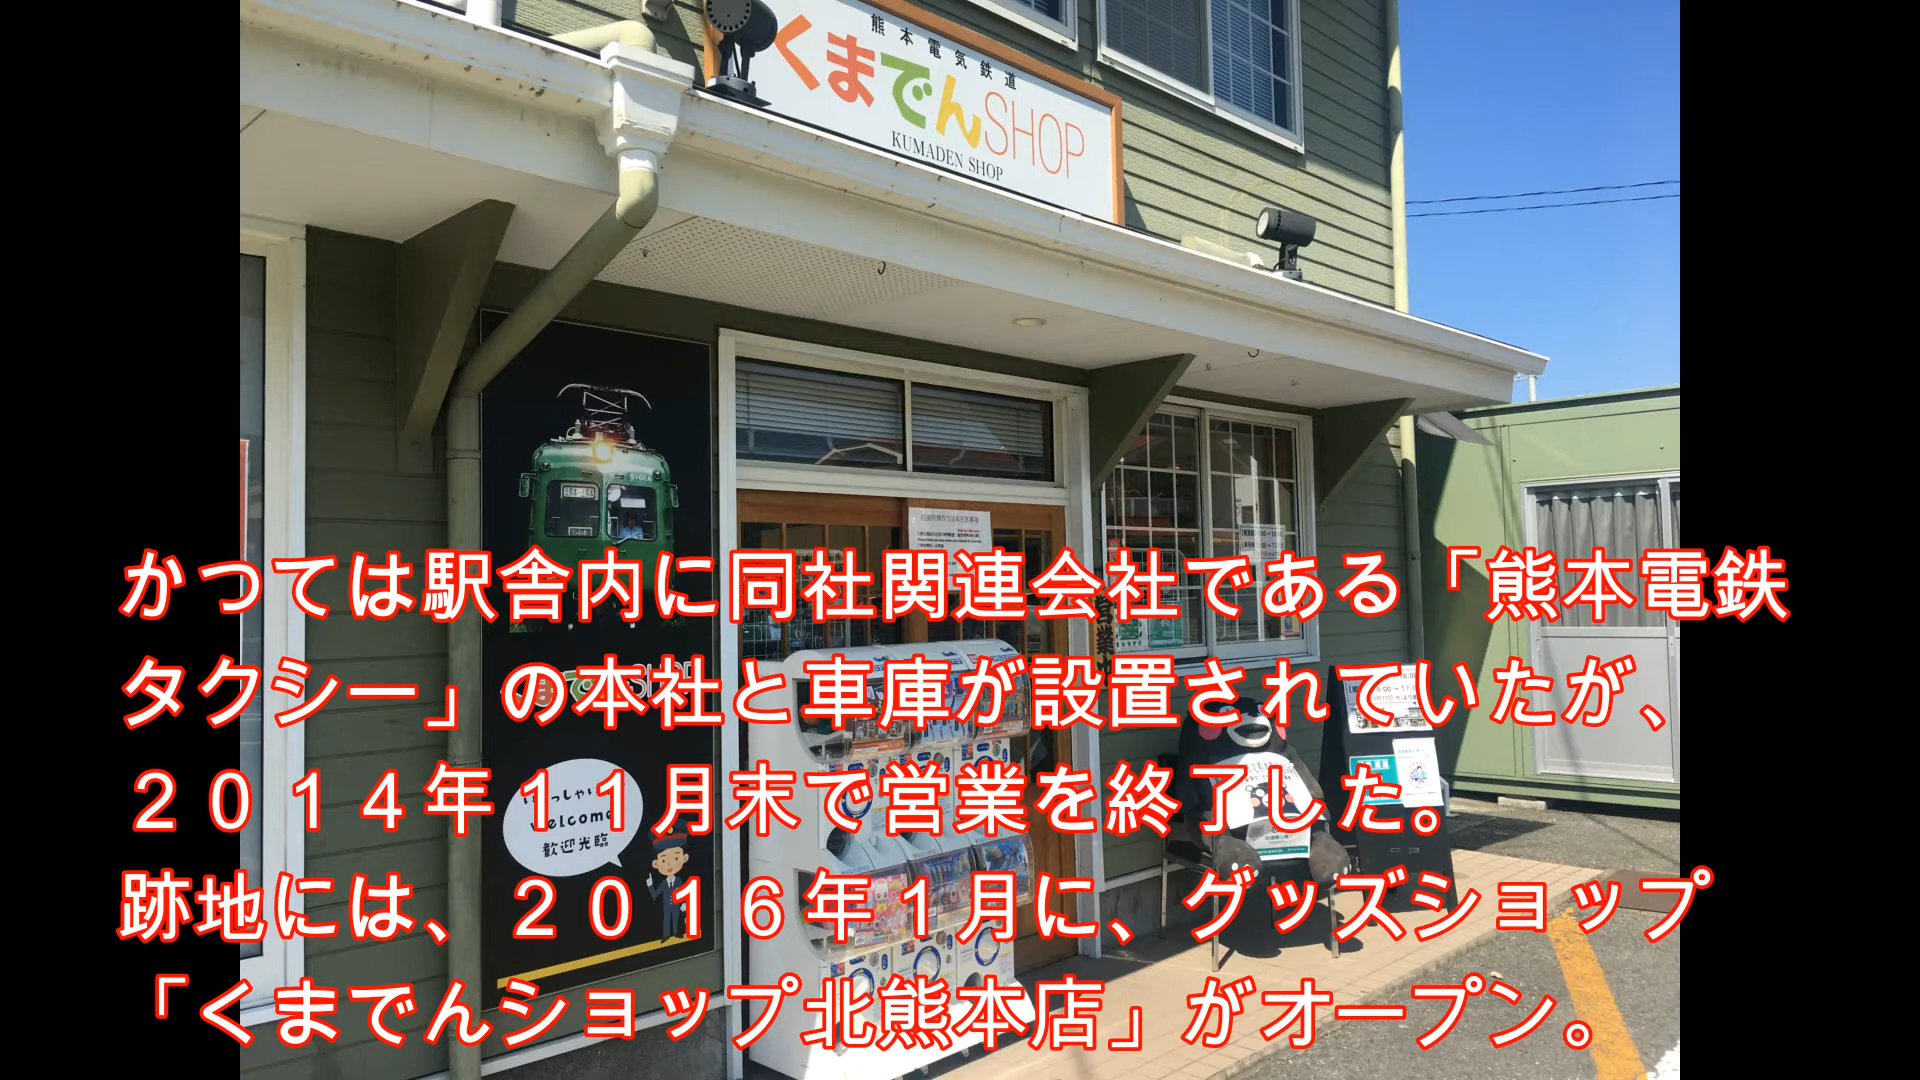 熊本電気鉄道
くまでんSHOP
KUMADEN SHOP
かつては駅舎内に同社関連会社である「熊本電鉄
タクシー」の本社と車庫が設置されていたが、
２０１４年１１月末で営業を終了した。
跡地には、２０１６年１月に、グッズショップ
「くまでんショップ北熊本店」がオープン。
welcome
歓迎光臨